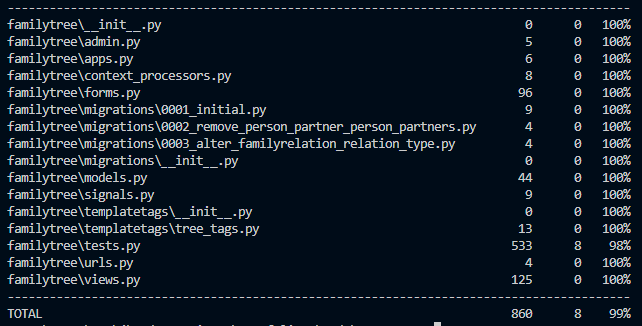 --------------------------------------------------------------------------------
familytree\__init__.py 0 0 100%
familytree\admin.py 5 0 100%
familytree\apps.py 6 0 100%
familytree\context_processors.py 8 0 100%
familytree\forms.py 96 0 100%
familytree\migrations\0001_initial.py 9 0 100%
familytree\migrations\0002_remove_person_partner_person_partners.py 4 0 100%
familytree\migrations\0003_alter_familyrelation_relation_type.py 4 0 100%
familytree\migrations\__init__.py 0 0 100%
familytree\models.py 44 0 100%
familytree\signals.py 9 0 100%
familytree\templatetags\__init__.py 0 0 100%
familytree\templatetags\tree_tags.py 13 0 100%
familytree\tests.py 533 8 98%
familytree\urls.py 4 0 100%
familytree\views.py 125 0 100%
--------------------------------------------------------------------------------
TOTAL 860 8 99%